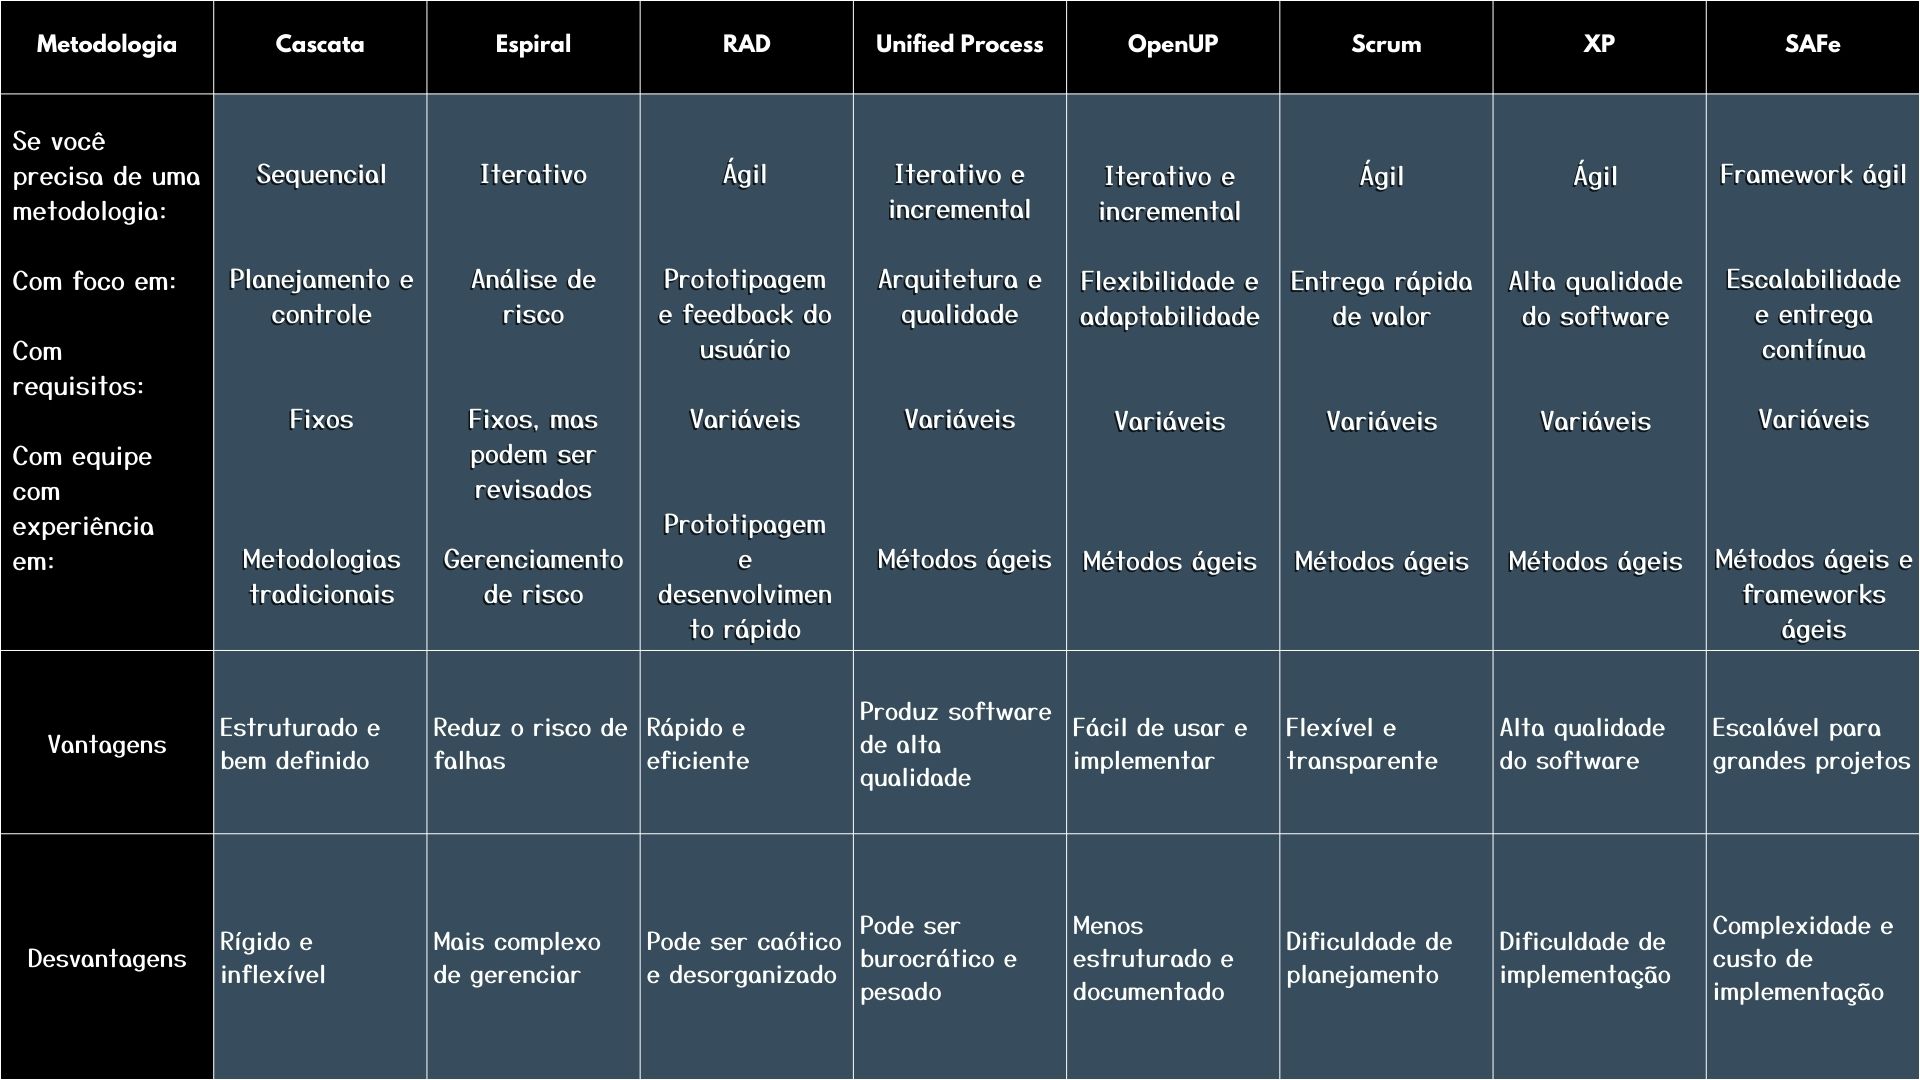 Metodologia
Cascata
Espiral
RAD
Unified Process
OpenUP
Scrum
XP
SAFe
Se você
precisa de uma
metodologia:
Com foco em:
Com
requisitos:
Com equipe
com
experiência
em:
Sequencial
Planejamento e
controle
Fixos
Metodologias
tradicionais
Iterativo
Análise de
risco
Fixos, mas
podem ser
revisados
Gerenciamento
de risco
Ágil
Prototipagem
e feedback do
usuário
Variáveis
Prototipagem
e
desenvolvimen
to rápido
Iterativo e
incremental
Arquitetura e
qualidade
Variáveis
Métodos ágeis
Iterativo e
incremental
Flexibilidade e
adaptabilidade
Variáveis
Métodos ágeis
Ágil
Entrega rápida
de valor
Variáveis
Métodos ágeis
Ágil
Alta qualidade
do software
Variáveis
Métodos ágeis
Framework ágil
Escalabilidade
e entrega
contínua
Variáveis
Métodos ágeis e
frameworks
ágeis
Vantagens
Estruturado e
bem definido
Reduz o risco de
falhas
Rápido e
eficiente
Produz software
de alta
qualidade
Fácil de usar e
implementar
Flexível e
transparente
Alta qualidade
do software
Escalável para
grandes projetos
Desvantagens
Rígido e
inflexível
Mais complexo
de gerenciar
Pode ser caótico
e desorganizado
Pode ser
burocrático e
pesado
Menos
estruturado e
documentado
Dificuldade de
planejamento
Dificuldade de
implementação
Complexidade e
custo de
implementação